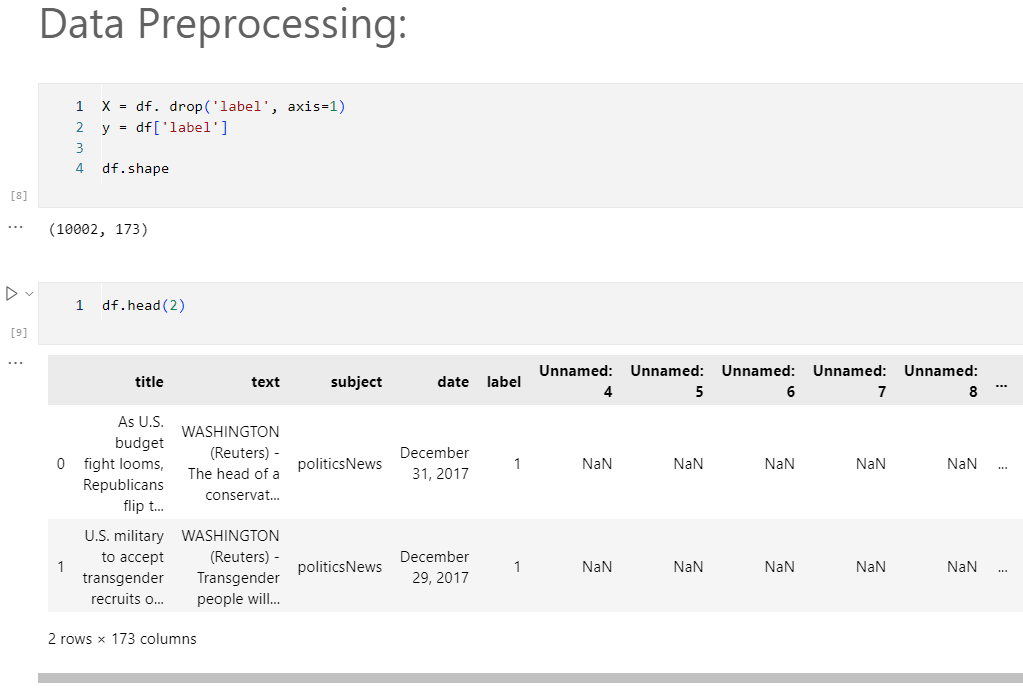 Data Preprocessing:
1 X = df. drop('label', axis=1)
2 y = df['label']
3
4 df.shape
[8]
... (10002, 173)
1 df.head(2)
[9]
...
title text subject date label Unnamed: 4 Unnamed: 5 Unnamed: 6 Unnamed: 7 Unnamed: 8 ...
0 As U.S. budget fight looms, Republicans flip t... WASHINGTON (Reuters) - The head of a conservat... politicsNews December 31, 2017 1 NaN NaN NaN NaN NaN ...
1 U.S. military to accept transgender recruits o... WASHINGTON (Reuters) - Transgender people will... politicsNews December 29, 2017 1 NaN NaN NaN NaN NaN ...
2 rows × 173 columns